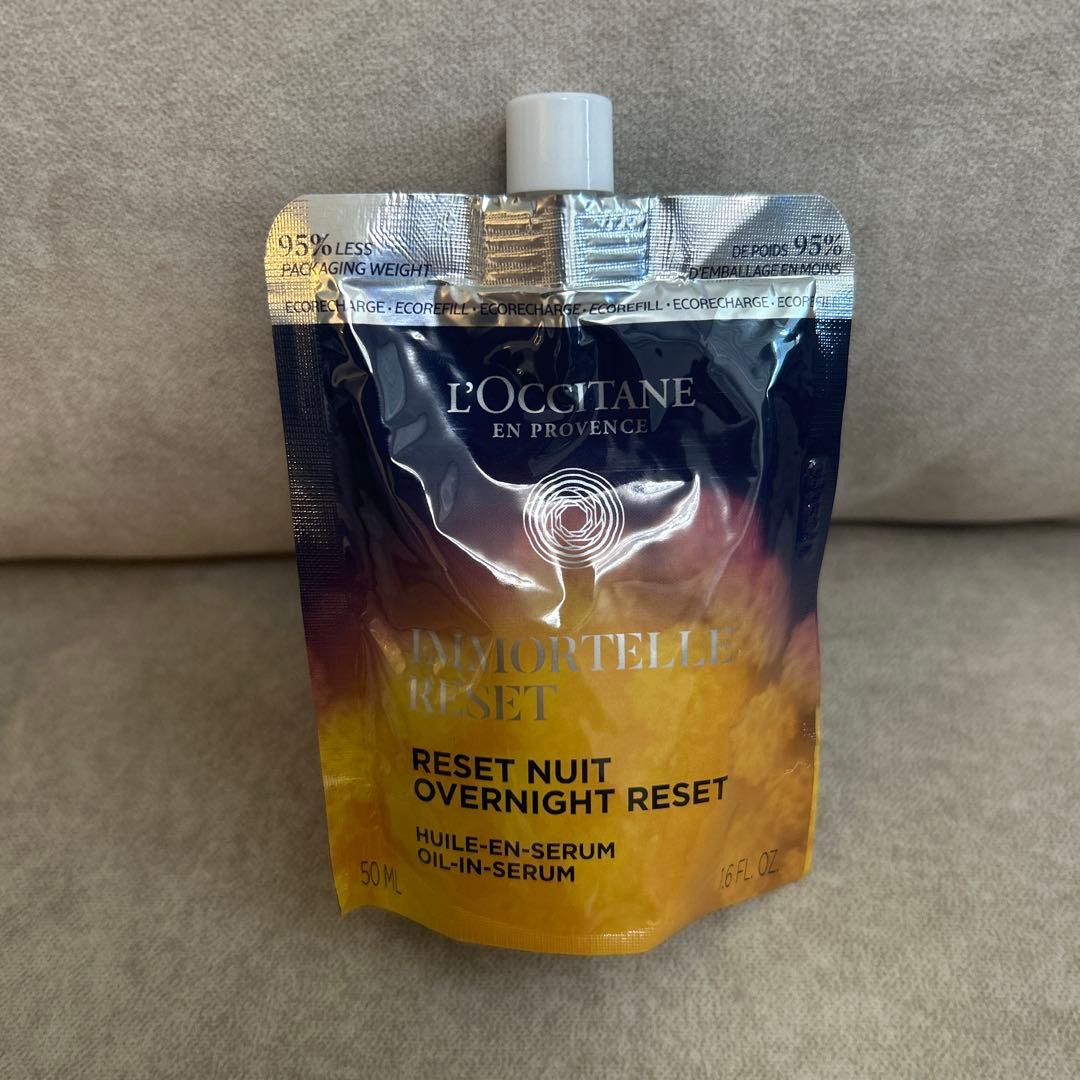 95% LESS
PACKAGING WEIGHT
DE POIDS 95%
D'EMBALLAGE EN MOINS
ECORECHARGE · ECOREFILL · ECORECHARGE · ECOREFILL · ECORECHARGE · ECOREFILL
L'OCCITANE
EN PROVENCE
IMMORTELLE
RESET
RESET NUIT
OVERNIGHT RESET
HUILE-EN-SERUM
OIL-IN-SERUM
50 ML
1.6 FL. OZ.